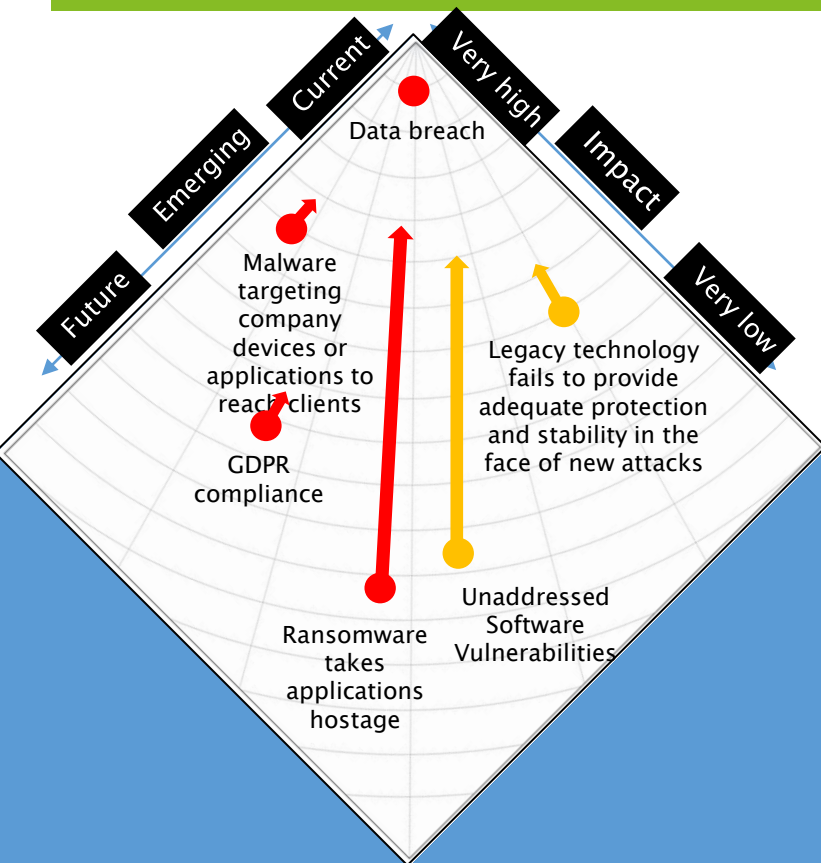 Current
Very high
Emerging
Impact
Future
Very low
Data breach
Malware
targeting
company
devices or
applications to
reach clients
Legacy technology
fails to provide
adequate protection
and stability in the
face of new attacks
GDPR
compliance
Ransomware
takes
applications
hostage
Unaddressed
Software
Vulnerabilities